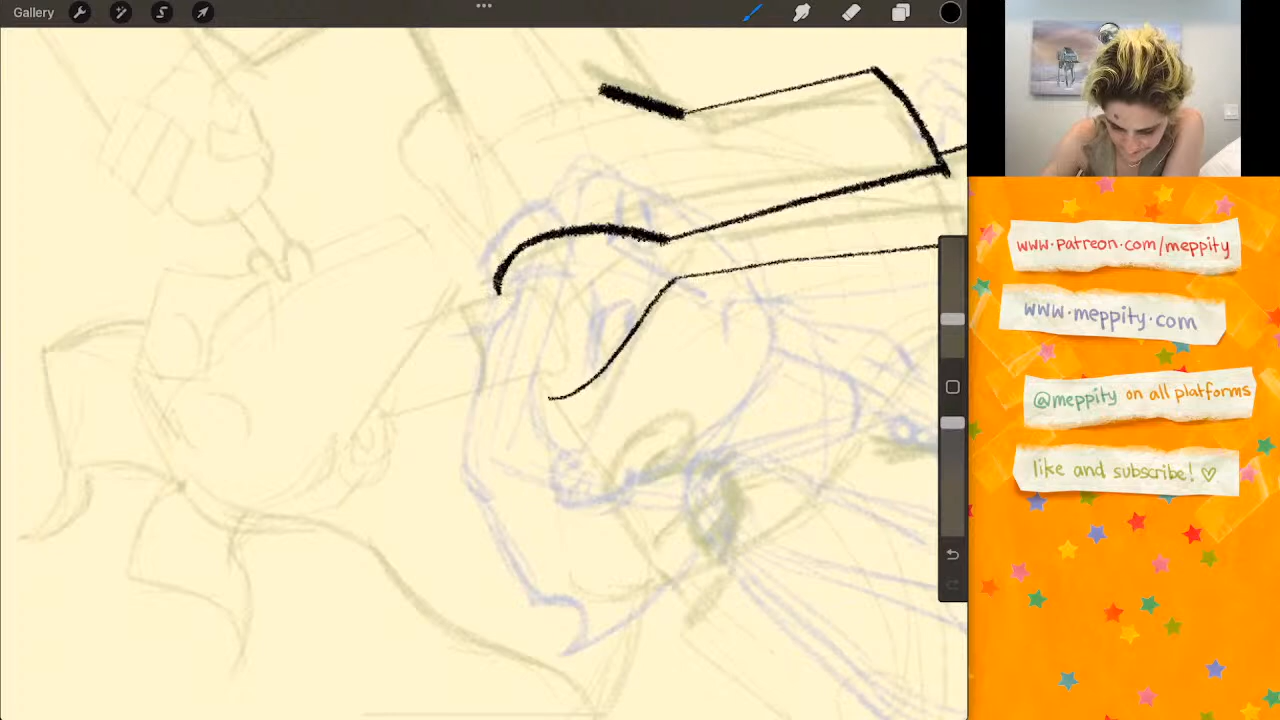 Gallery
www.patreon.com/meppity
www.meppity.com
@meppity on all platforms
like and subscribe! ♡